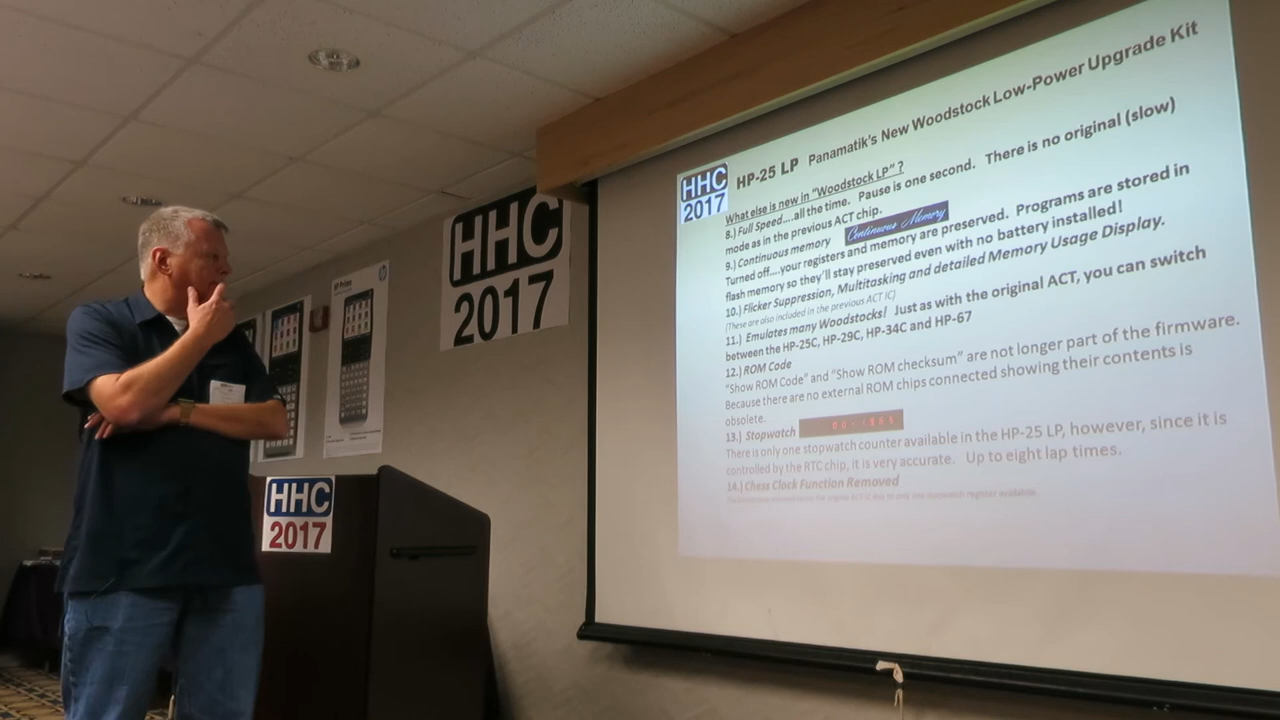 HHC
2017
HP-25 LP Panamatik's New Woodstock Low-Power Upgrade Kit
What else is new in "Woodstock LP" ?
8.) Full Speed....all the time. Pause is one second. There is no original (slow)
mode as in the previous ACT chip.
9.) Continuous memory Continuous Memory
Turned off....your registers and memory are preserved. Programs are stored in
flash memory so they'll stay preserved even with no battery installed!
10.) Flicker Suppression, Multitasking and detailed Memory Usage Display.
(These are also included in the previous ACT IC)
11.) Emulates many Woodstocks! Just as with the original ACT, you can switch
between the HP-25C, HP-29C, HP-34C and HP-67
12.) ROM Code
"Show ROM Code" and "Show ROM checksum" are not longer part of the firmware.
Because there are no external ROM chips connected showing their contents is
obsolete.
13.) Stopwatch
There is only one stopwatch counter available in the HP-25 LP, however, since it is
controlled by the RTC chip, it is very accurate. Up to eight lap times.
14.) Chess Clock Function Removed
HHC
2017
HP Prime
hp
HHC
2017